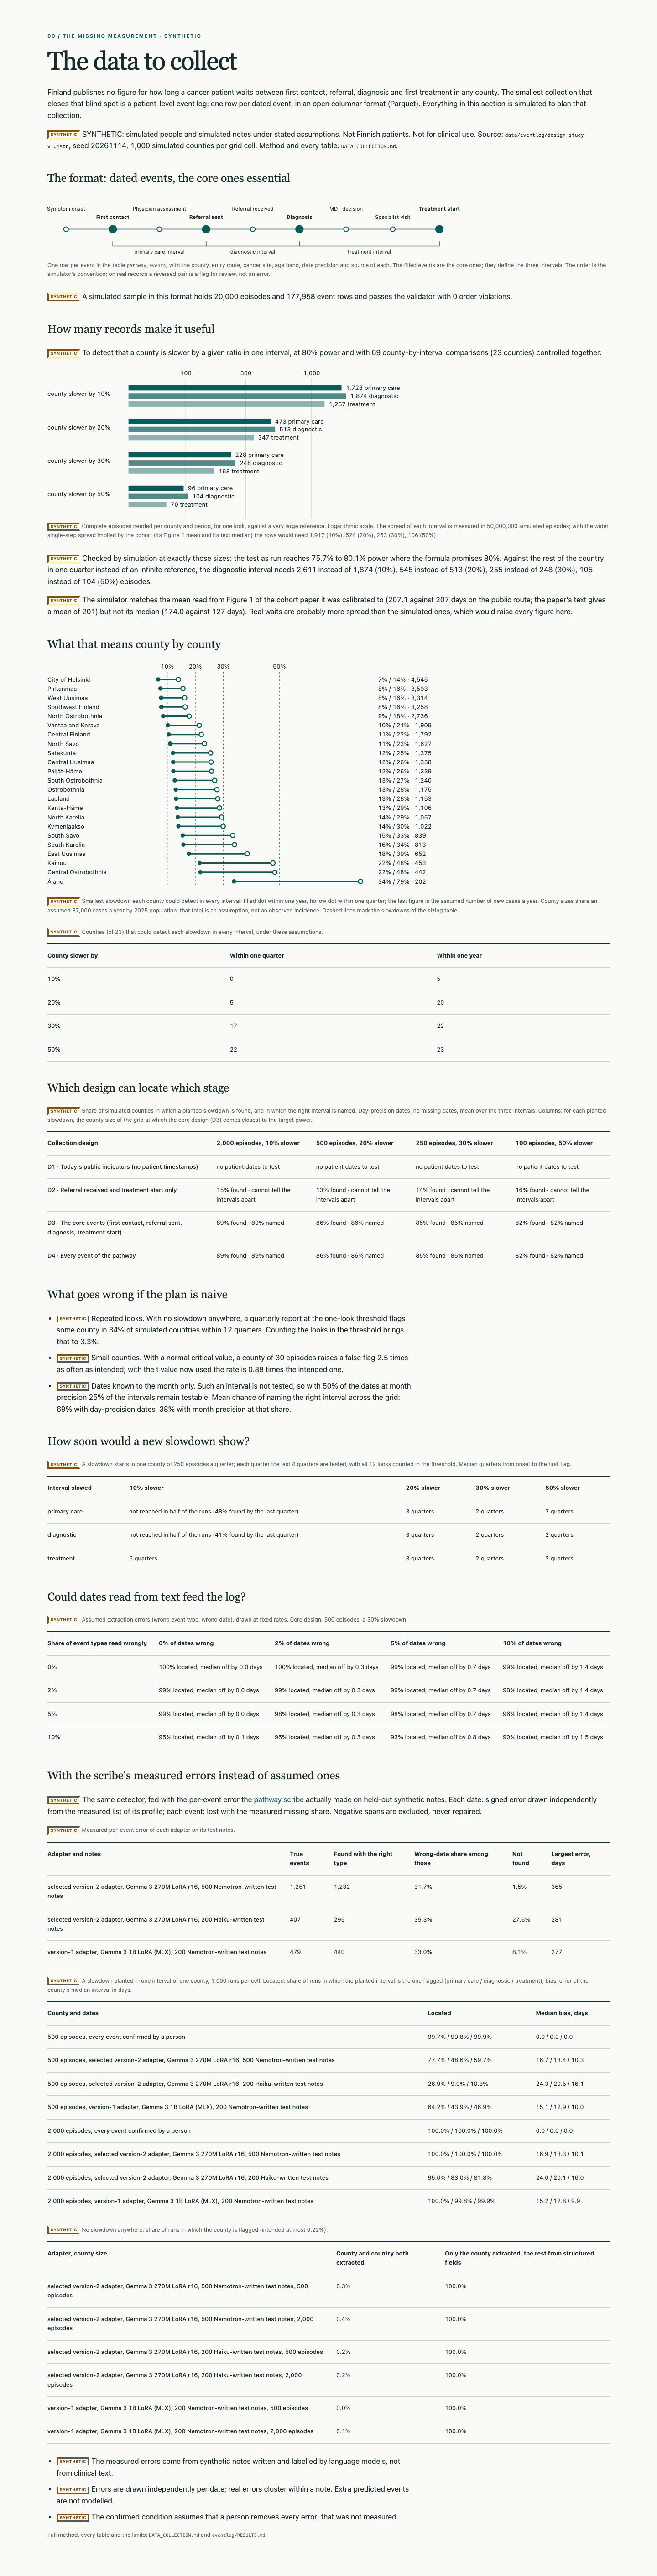 09 / THE MISSING MEASUREMENT · SYNTHETIC
The data to collect
Finland publishes no figure for how long a cancer patient waits between first contact, referral, diagnosis and first treatment in any county. The smallest collection that
closes that blind spot is a patient-level event log: one row per dated event, in an open columnar format (Parquet). Everything in this section is simulated to plan that
collection.
SYNTHETIC SYNTHETIC: simulated people and simulated notes under stated assumptions. Not Finnish patients. Not for clinical use. Source: data/eventlog/design-study-
v1.json, seed 20261114, 1,000 simulated counties per grid cell. Method and every table: DATA_COLLECTION.md.
The format: dated events, the core ones essential
Symptom onset Physician assessment Referral received MDT decision Treatment start
First contact Referral sent Diagnosis Specialist visit
primary care interval diagnostic interval treatment interval
One row per event in the table pathway_events, with the county, entry route, cancer site, age band, date precision and source of each. The filled events are the core ones; they define the three intervals. The order is the
simulator's convention; on real records a reversed pair is a flag for review, not an error.
SYNTHETIC A simulated sample in this format holds 20,000 episodes and 177,958 event rows and passes the validator with 0 order violations.
How many records make it useful
SYNTHETIC To detect that a county is slower by a given ratio in one interval, at 80% power and with 69 county-by-interval comparisons (23 counties) controlled together:
100 300 1,000
county slower by 10%
1,728 primary care
1,874 diagnostic
1,267 treatment
county slower by 20%
473 primary care
513 diagnostic
347 treatment
county slower by 30%
228 primary care
248 diagnostic
168 treatment
county slower by 50%
96 primary care
104 diagnostic
70 treatment
SYNTHETIC Complete episodes needed per county and period, for one look, against a very large reference. Logarithmic scale. The spread of each interval is measured in 50,000,000 simulated episodes; with the wider
single-step spread implied by the cohort (its Figure 1 mean and its text median) the rows would need 1,917 (10%), 524 (20%), 253 (30%), 106 (50%).
SYNTHETIC Checked by simulation at exactly those sizes: the test as run reaches 75.7% to 80.1% power where the formula promises 80%. Against the rest of the country
in one quarter instead of an infinite reference, the diagnostic interval needs 2,611 instead of 1,874 (10%), 545 instead of 513 (20%), 255 instead of 248 (30%), 105
instead of 104 (50%) episodes.
SYNTHETIC The simulator matches the mean read from Figure 1 of the cohort paper it was calibrated to (207.1 against 207 days on the public route; the paper's text gives
a mean of 201) but not its median (174.0 against 127 days). Real waits are probably more spread than the simulated ones, which would raise every figure here.
What that means county by county
10% 20% 30% 50%
City of Helsinki 7% / 14% · 4,545
Pirkanmaa 8% / 16% · 3,593
West Uusimaa 8% / 16% · 3,314
Southwest Finland 8% / 16% · 3,258
North Ostrobothnia 9% / 18% · 2,736
Vantaa and Kerava 10% / 21% · 1,909
Central Finland 11% / 22% · 1,792
North Savo 11% / 23% · 1,627
Satakunta 12% / 25% · 1,375
Central Uusimaa 12% / 26% · 1,358
Päijät-Häme 12% / 26% · 1,339
South Ostrobothnia 13% / 27% · 1,240
Ostrobothnia 13% / 28% · 1,175
Lapland 13% / 28% · 1,153
Kanta-Häme 13% / 29% · 1,106
North Karelia 14% / 29% · 1,057
Kymenlaakso 14% / 30% · 1,022
South Savo 15% / 33% · 839
South Karelia 16% / 34% · 813
East Uusimaa 18% / 39% · 652
Kainuu 22% / 48% · 453
Central Ostrobothnia 22% / 48% · 442
Åland 34% / 79% · 202
SYNTHETIC Smallest slowdown each county could detect in every interval: filled dot within one year, hollow dot within one quarter; the last figure is the assumed number of new cases a year. County sizes share an
assumed 37,000 cases a year by 2025 population; that total is an assumption, not an observed incidence. Dashed lines mark the slowdowns of the sizing table.
SYNTHETIC Counties (of 23) that could detect each slowdown in every interval, under these assumptions.
County slower by Within one quarter Within one year
10% 0 5
20% 5 20
30% 17 22
50% 22 23
Which design can locate which stage
SYNTHETIC Share of simulated counties in which a planted slowdown is found, and in which the right interval is named. Day-precision dates, no missing dates, mean over the three intervals. Columns: for each planted
slowdown, the county size of the grid at which the core design (D3) comes closest to the target power.
Collection design 2,000 episodes, 10% slower 500 episodes, 20% slower 250 episodes, 30% slower 100 episodes, 50% slower
D1 · Today's public indicators (no patient timestamps) no patient dates to test no patient dates to test no patient dates to test no patient dates to test
D2 · Referral received and treatment start only 15% found · cannot tell the intervals apart 13% found · cannot tell the intervals apart 14% found · cannot tell the intervals apart 16% found · cannot tell the intervals apart
D3 · The core events (first contact, referral sent, diagnosis, treatment start) 89% found · 89% named 86% found · 86% named 85% found · 85% named 82% found · 82% named
D4 · Every event of the pathway 89% found · 89% named 86% found · 86% named 85% found · 85% named 82% found · 82% named
What goes wrong if the plan is naive
• SYNTHETIC Repeated looks. With no slowdown anywhere, a quarterly report at the one-look threshold flags
some county in 34% of simulated countries within 12 quarters. Counting the looks in the threshold brings
that to 3.3%.
• SYNTHETIC Small counties. With a normal critical value, a county of 30 episodes raises a false flag 2.5 times
as often as intended; with the t value now used the rate is 0.88 times the intended one.
• SYNTHETIC Dates known to the month only. Such an interval is not tested, so with 50% of the dates at month
precision 25% of the intervals remain testable. Mean chance of naming the right interval across the grid:
69% with day-precision dates, 38% with month precision at that share.
How soon would a new slowdown show?
SYNTHETIC A slowdown starts in one county of 250 episodes a quarter; each quarter the last 4 quarters are tested, with all 12 looks counted in the threshold. Median quarters from onset to the first flag.
Interval slowed 10% slower 20% slower 30% slower 50% slower
primary care not reached in half of the runs (48% found by the last quarter) 3 quarters 2 quarters 2 quarters
diagnostic not reached in half of the runs (41% found by the last quarter) 3 quarters 2 quarters 2 quarters
treatment 5 quarters 3 quarters 2 quarters 2 quarters
Could dates read from text feed the log?
SYNTHETIC Assumed extraction errors (wrong event type, wrong date), drawn at fixed rates. Core design, 500 episodes, a 30% slowdown.
Share of event types read wrongly 0% of dates wrong 2% of dates wrong 5% of dates wrong 10% of dates wrong
0% 100% located, median off by 0.0 days 100% located, median off by 0.3 days 99% located, median off by 0.7 days 99% located, median off by 1.4 days
2% 99% located, median off by 0.0 days 99% located, median off by 0.3 days 99% located, median off by 0.7 days 98% located, median off by 1.4 days
5% 99% located, median off by 0.0 days 98% located, median off by 0.3 days 98% located, median off by 0.7 days 96% located, median off by 1.4 days
10% 95% located, median off by 0.1 days 95% located, median off by 0.3 days 93% located, median off by 0.8 days 90% located, median off by 1.5 days
With the scribe's measured errors instead of assumed ones
SYNTHETIC The same detector, fed with the per-event error the pathway scribe actually made on held-out synthetic notes. Each date: signed error drawn independently
from the measured list of its profile; each event: lost with the measured missing share. Negative spans are excluded, never repaired.
SYNTHETIC Measured per-event error of each adapter on its test notes.
Adapter and notes True events Found with the right type Wrong-date share among those Not found Largest error, days
selected version-2 adapter, Gemma 3 270M LoRA r16, 500 Nemotron-written test notes 1,251 1,232 31.7% 1.5% 365
selected version-2 adapter, Gemma 3 270M LoRA r16, 200 Haiku-written test notes 407 295 39.3% 27.5% 281
version-1 adapter, Gemma 3 1B LoRA (MLX), 200 Nemotron-written test notes 479 440 33.0% 8.1% 277
SYNTHETIC A slowdown planted in one interval of one county, 1,000 runs per cell. Located: share of runs in which the planted interval is the one flagged (primary care / diagnostic / treatment); bias: error of the
county's median interval in days.
County and dates Located Median bias, days
500 episodes, every event confirmed by a person 99.7% / 99.8% / 99.9% 0.0 / 0.0 / 0.0
500 episodes, selected version-2 adapter, Gemma 3 270M LoRA r16, 500 Nemotron-written test notes 77.7% / 48.6% / 59.7% 16.7 / 13.4 / 10.3
500 episodes, selected version-2 adapter, Gemma 3 270M LoRA r16, 200 Haiku-written test notes 26.9% / 9.0% / 10.3% 24.3 / 20.5 / 16.1
500 episodes, version-1 adapter, Gemma 3 1B LoRA (MLX), 200 Nemotron-written test notes 64.2% / 43.9% / 46.9% 15.1 / 12.9 / 10.0
2,000 episodes, every event confirmed by a person 100.0% / 100.0% / 100.0% 0.0 / 0.0 / 0.0
2,000 episodes, selected version-2 adapter, Gemma 3 270M LoRA r16, 500 Nemotron-written test notes 100.0% / 100.0% / 100.0% 16.9 / 13.3 / 10.1
2,000 episodes, selected version-2 adapter, Gemma 3 270M LoRA r16, 200 Haiku-written test notes 95.0% / 83.0% / 81.8% 24.0 / 20.1 / 16.0
2,000 episodes, version-1 adapter, Gemma 3 1B LoRA (MLX), 200 Nemotron-written test notes 100.0% / 99.8% / 99.9% 15.2 / 12.8 / 9.9
SYNTHETIC No slowdown anywhere: share of runs in which the county is flagged (intended at most 0.22%).
Adapter, county size County and country both extracted Only the county extracted, the rest from structured fields
selected version-2 adapter, Gemma 3 270M LoRA r16, 500 Nemotron-written test notes, 500 episodes 0.3% 100.0%
selected version-2 adapter, Gemma 3 270M LoRA r16, 500 Nemotron-written test notes, 2,000 episodes 0.4% 100.0%
selected version-2 adapter, Gemma 3 270M LoRA r16, 200 Haiku-written test notes, 500 episodes 0.2% 100.0%
selected version-2 adapter, Gemma 3 270M LoRA r16, 200 Haiku-written test notes, 2,000 episodes 0.2% 100.0%
version-1 adapter, Gemma 3 1B LoRA (MLX), 200 Nemotron-written test notes, 500 episodes 0.0% 100.0%
version-1 adapter, Gemma 3 1B LoRA (MLX), 200 Nemotron-written test notes, 2,000 episodes 0.1% 100.0%
• SYNTHETIC The measured errors come from synthetic notes written and labelled by language models, not
from clinical text.
• SYNTHETIC Errors are drawn independently per date; real errors cluster within a note. Extra predicted events
are not modelled.
• SYNTHETIC The confirmed condition assumes that a person removes every error; that was not measured.
Full method, every table and the limits: DATA_COLLECTION.md and eventlog/RESULTS.md.